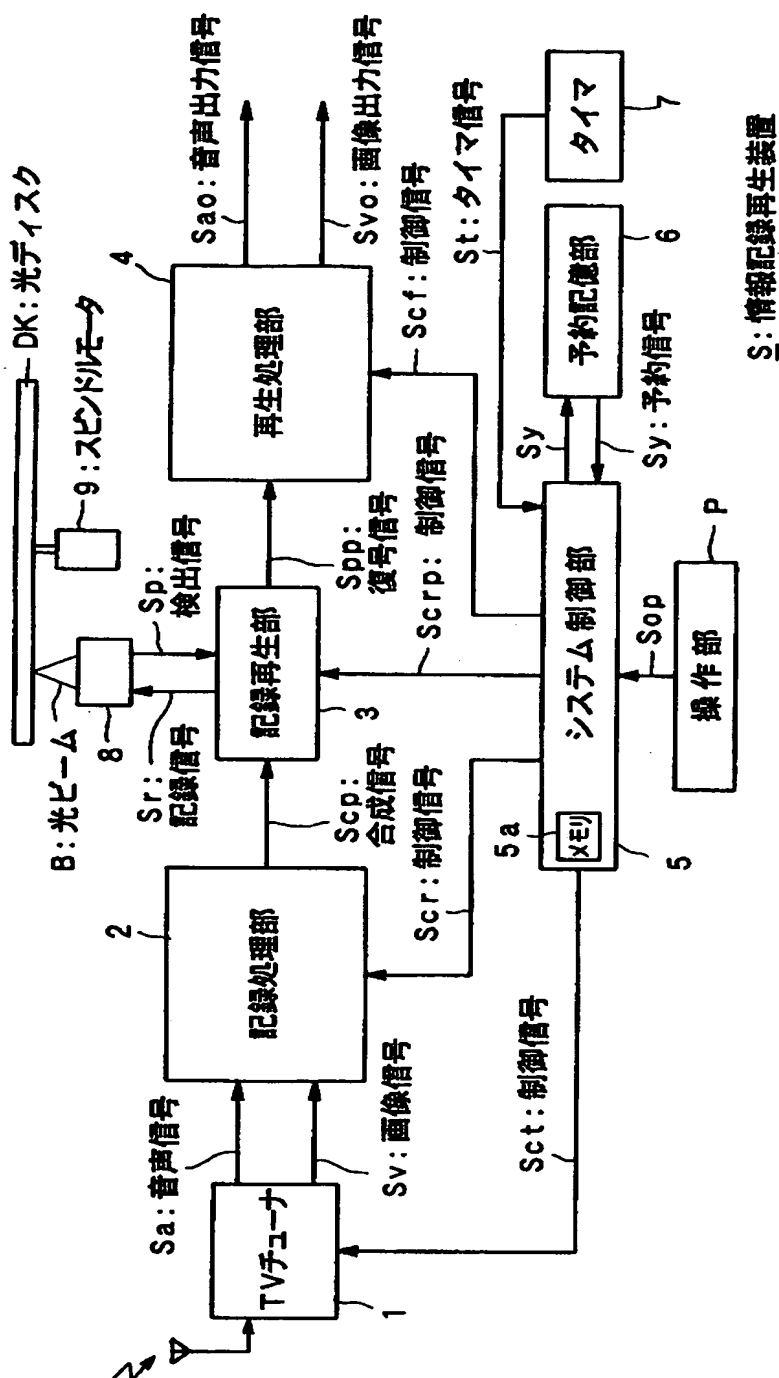 DK:光ディスク
9:スピンドルモータ
B:光ビーム
8
Sr:
記録信号
Sp:
検出信号
Sa:音声信号
Sv:画像信号
TVチューナ
1
2
記録処理部
Scp:
合成信号
記録再生部
3
Spp:
復号信号
4
再生処理部
Sao:音声出力信号
Svo:画像出力信号
Sct:制御信号
Scr:制御信号
Scrp:制御信号
Scf:制御信号
St:タイマ信号
5a
メモリ
システム制御部
5
Sy
Sy:予約信号
予約記憶部
6
タイマ
7
Sop
操作部
P
S:情報記録再生装置